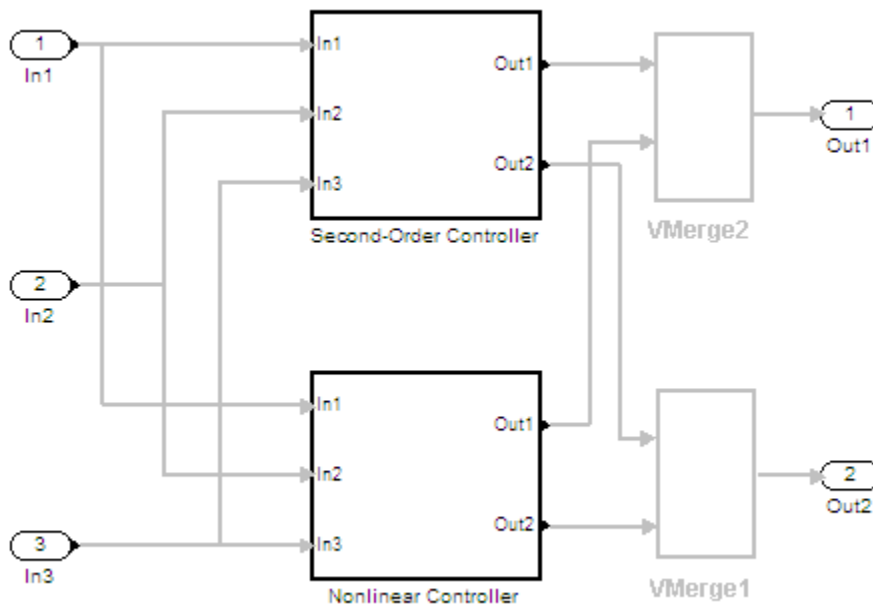 1
In1
In1
In2
In3
Out1
Out2
Second-Order Controller
VMerge2
1
Out1
2
In2
In1
In2
In3
Out1
Out2
Nonlinear Controller
VMerge1
2
Out2
3
In3